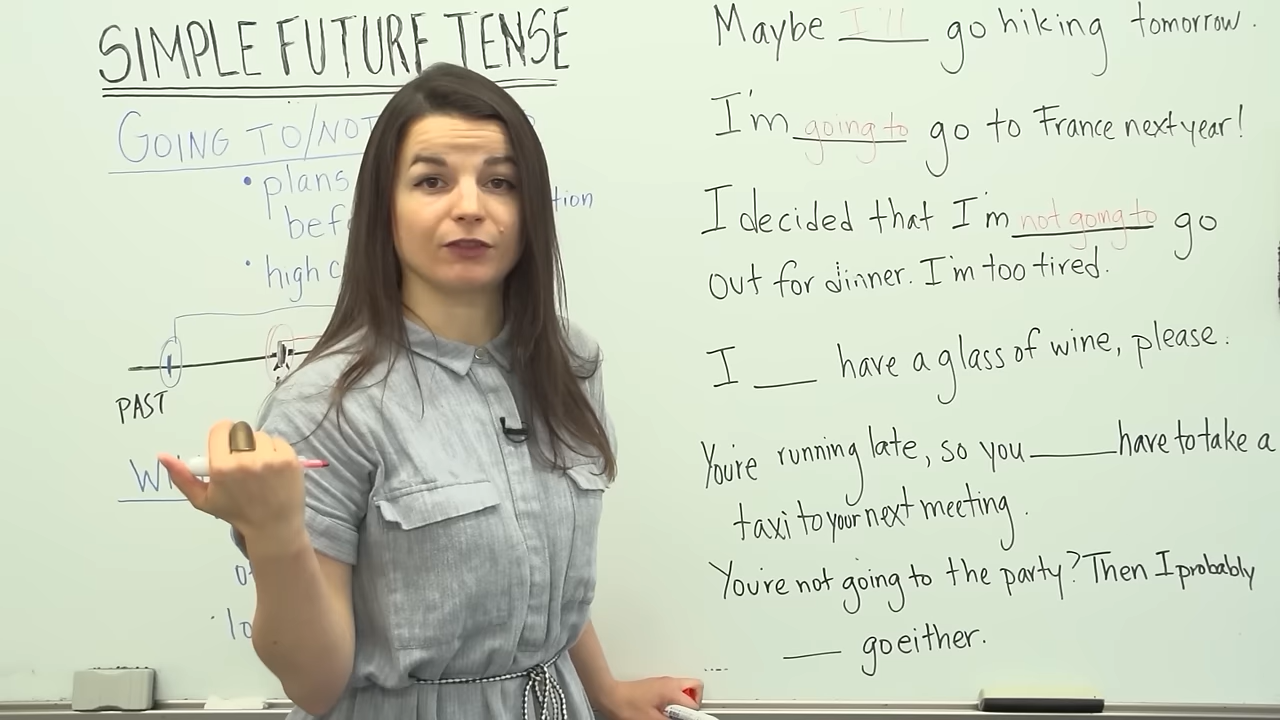 SIMPLE FUTURE TENSE
GOING TO/NOT
• plans
bef
tion
• high c
PAST
WI
lo
Maybe I'll go hiking tomorrow.
I'm going to go to France next year!
I decided that I'm not going to go
out for dinner. I'm too tired.
I ___ have a glass of wine, please.
You're running late, so you ___ have to take a
taxi to your next meeting.
You're not going to the party? Then I probably
___ go either.